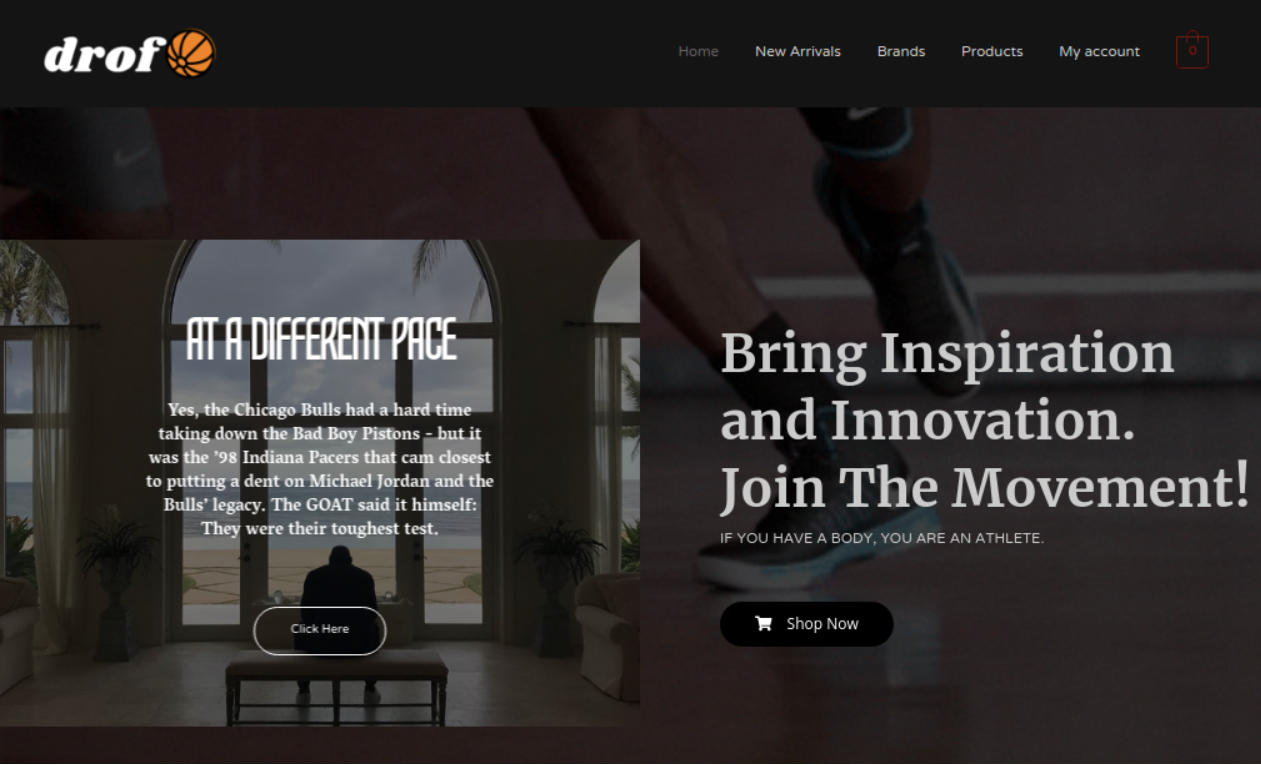 drof
Home New Arrivals Brands Products My account 0
AT A DIFFERENT PACE
Yes, the Chicago Bulls had a hard time
taking down the Bad Boy Pistons - but it
was the ’98 Indiana Pacers that cam closest
to putting a dent on Michael Jordan and the
Bulls’ legacy. The GOAT said it himself:
They were their toughest test.
Click Here
Bring Inspiration
and Innovation.
Join The Movement!
IF YOU HAVE A BODY, YOU ARE AN ATHLETE.
Shop Now